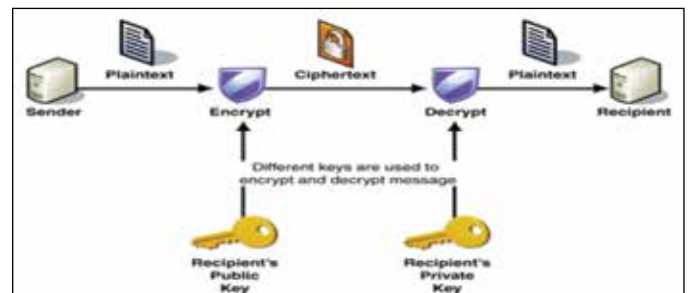 Plaintext
Ciphertext
Plaintext
Sender
Encrypt
Decrypt
Recipient
Different keys are used to
encrypt and decrypt message
Recipient's
Public
Key
Recipient's
Private
Key